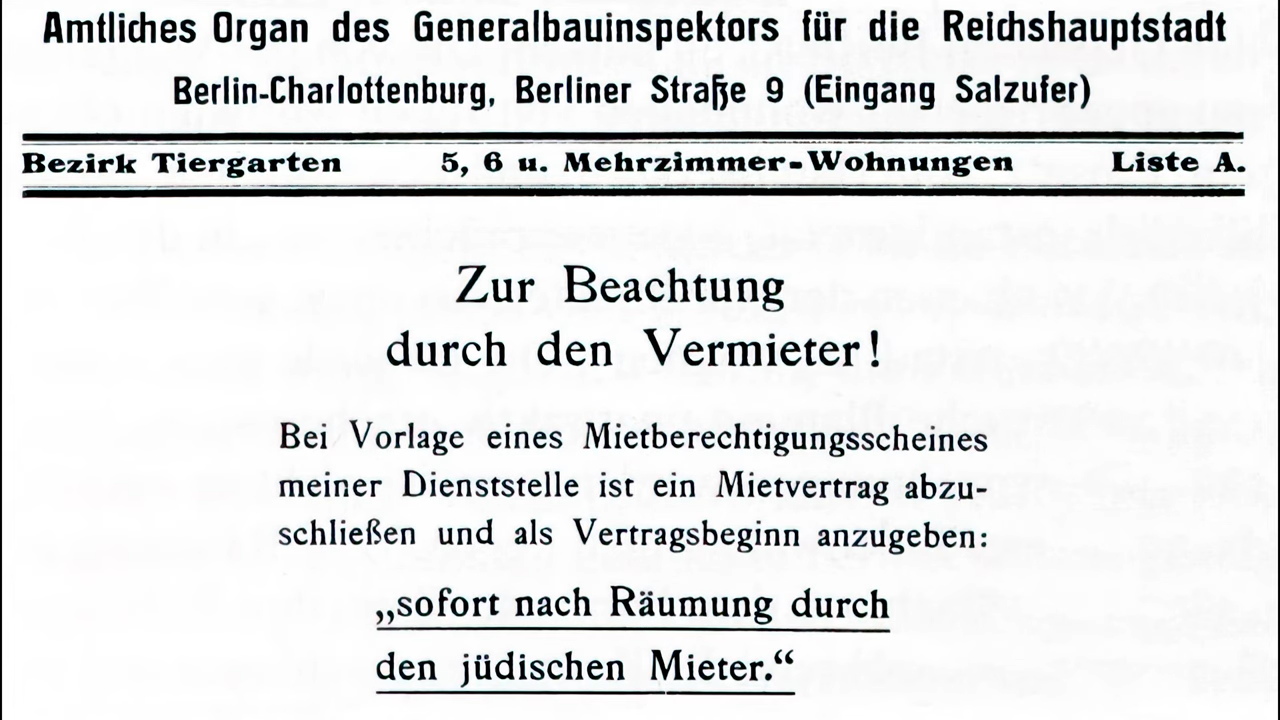 Amtliches Organ des Generalbauinspektors für die Reichshauptstadt
Berlin-Charlottenburg, Berliner Straße 9 (Eingang Salzufer)
Bezirk Tiergarten 5, 6 u. Mehrzimmer-Wohnungen Liste A.
Zur Beachtung
durch den Vermieter!
Bei Vorlage eines Mietberechtigungsscheines
meiner Dienststelle ist ein Mietvertrag abzu-
schließen und als Vertragsbeginn anzugeben:
„sofort nach Räumung durch
den jüdischen Mieter.“